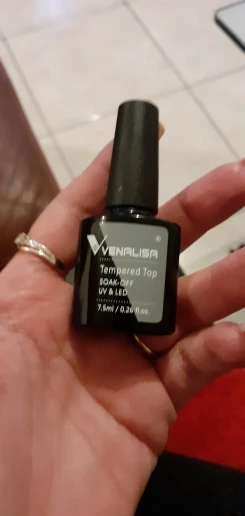 VENALISA ®
Tempered Top
SOAK-OFF
UV & LED
7.5ml / 0.26 fl.oz.